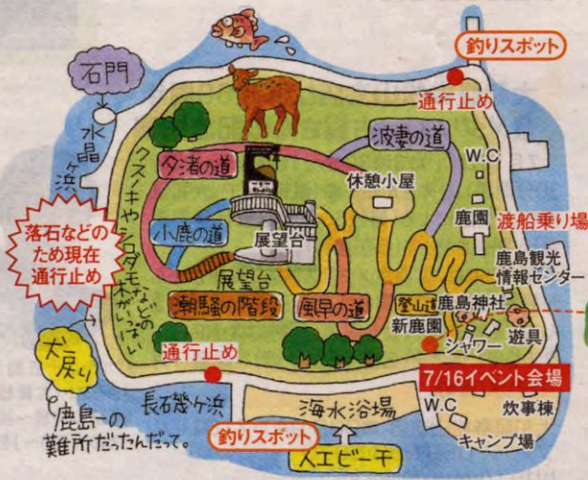 釣りスポット
石門
通行止め
水晶ヶ浜
波妻の道
W.C
夕渚の道
休憩小屋
クスノキやシロダモなどの木がいっぱい
鹿園
渡船乗り場
落石などの
ため現在
通行止め
小鹿の道
展望台
鹿島観光
情報センター
展望台
潮騒の階段
風早の道
登山道
鹿島神社
新鹿園
遊具
シャワー
犬戻り
通行止め
7/16イベント会場
鹿島一の
難所だったんだって。
長石磯ヶ浜
海水浴場
W.C
炊事棟
釣りスポット
キャンプ場
人工ビーチ